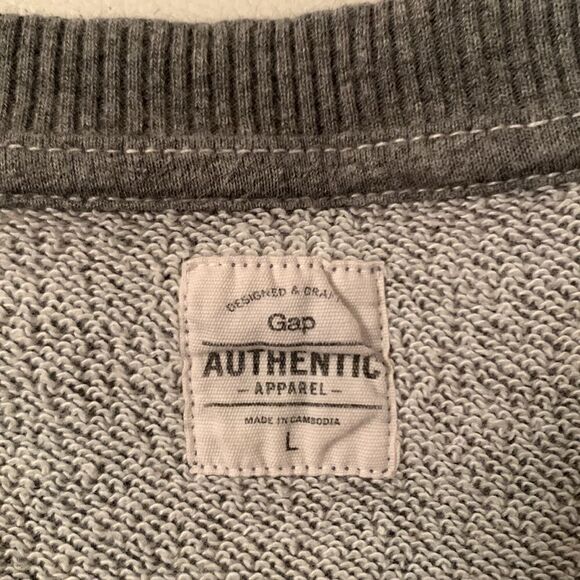 DESIGNED &
Gap
AUTHENTIC
- APPAREL -
MADE IN CAMBODIA
L